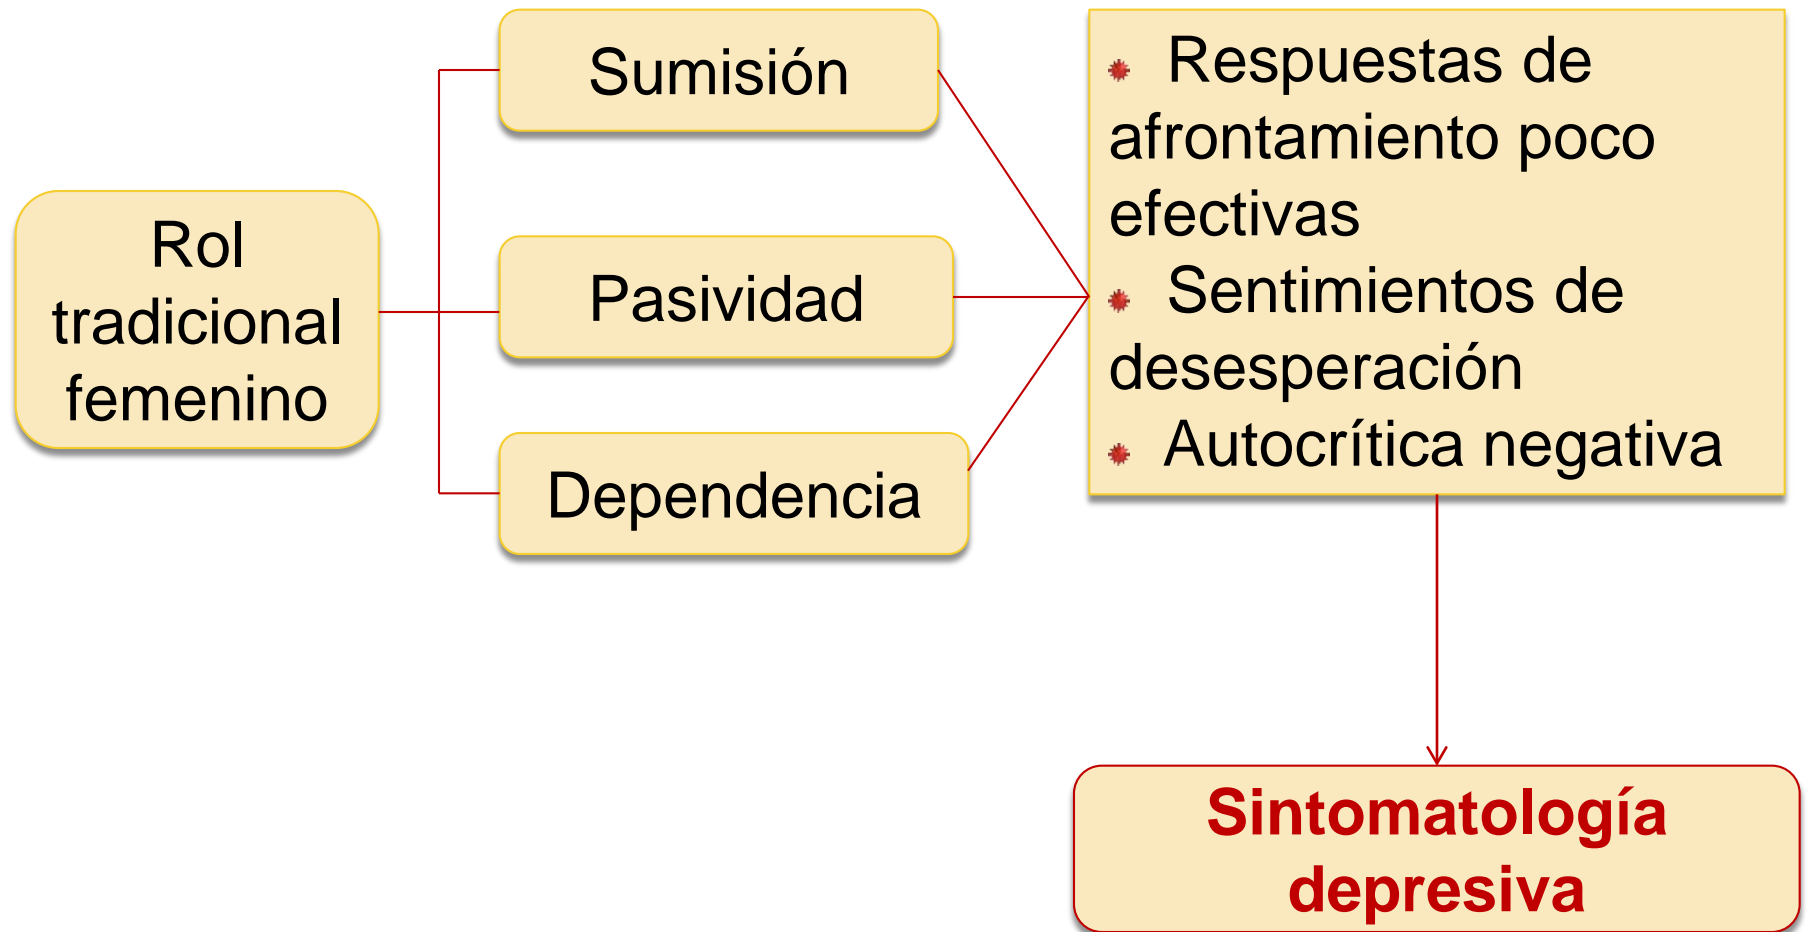 Rol
tradicional
femenino
Sumisión
Pasividad
Dependencia
Respuestas de
afrontamiento poco
efectivas
Sentimientos de
desesperación
Autocrítica negativa
Sintomatología
depresiva